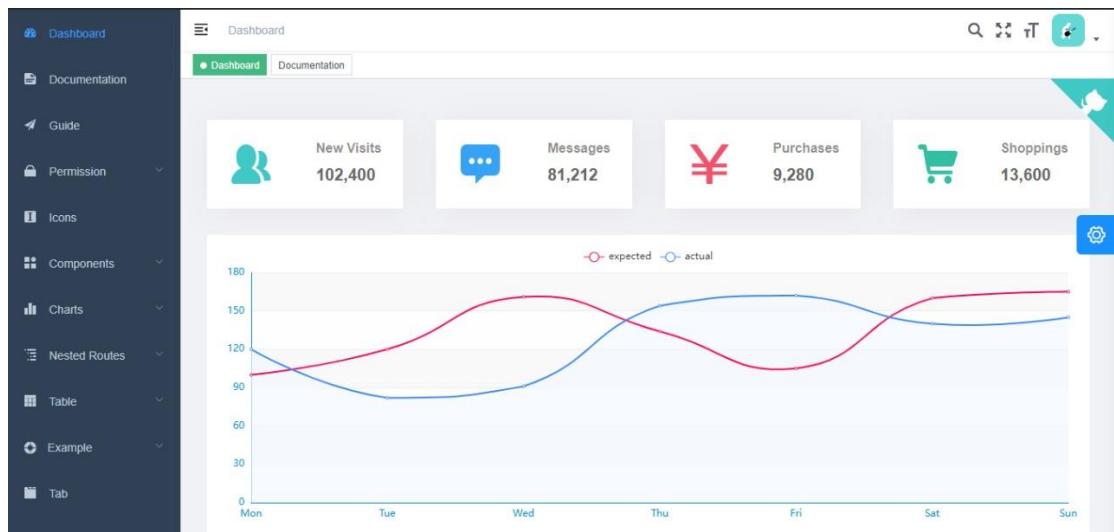 Dashboard
Documentation
Guide
Permission
Icons
Components
Charts
Nested Routes
Table
Example
Tab
Dashboard
Dashboard
Documentation
New Visits
102,400
Messages
81,212
¥
Purchases
9,280
Shoppings
13,600
expected actual
180
150
120
90
60
30
0
Mon Tue Wed Thu Fri Sat Sun